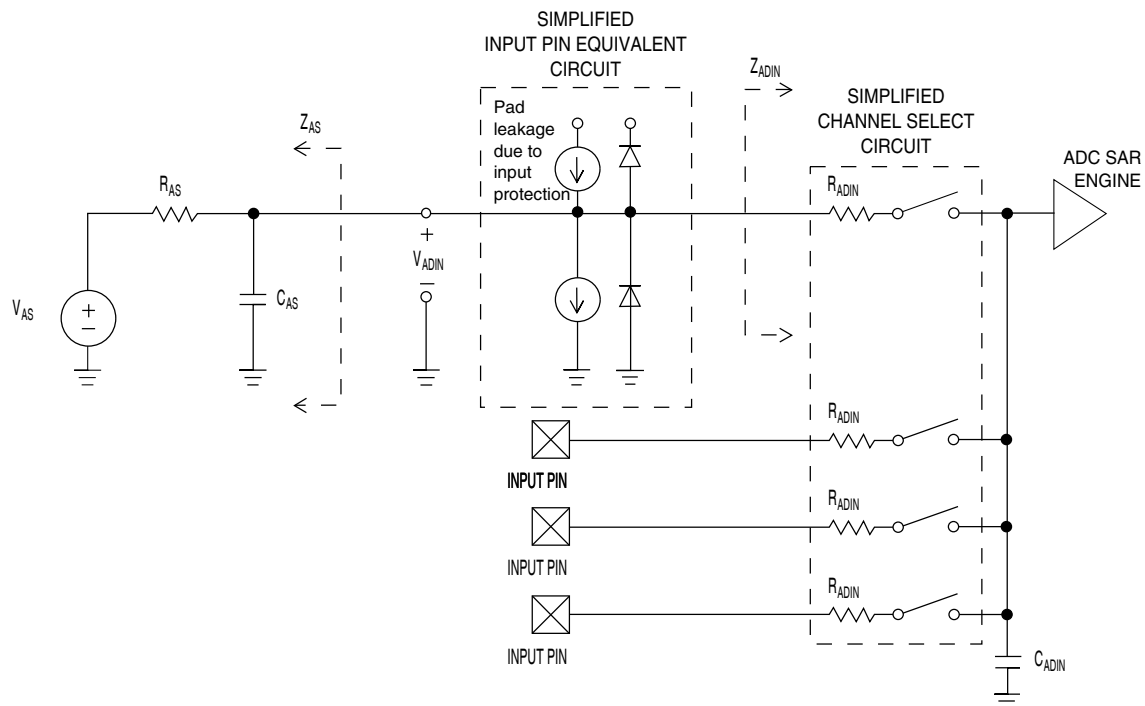 SIMPLIFIED
INPUT PIN EQUIVALENT
CIRCUIT
Pad
leakage
due to
input
protection
Z_ADIN
SIMPLIFIED
CHANNEL SELECT
CIRCUIT
ADC SAR
ENGINE
Z_AS
R_AS
R_ADIN
+
V_ADIN
–
V_AS
+
–
C_AS
R_ADIN
INPUT PIN
R_ADIN
INPUT PIN
R_ADIN
INPUT PIN
C_ADIN